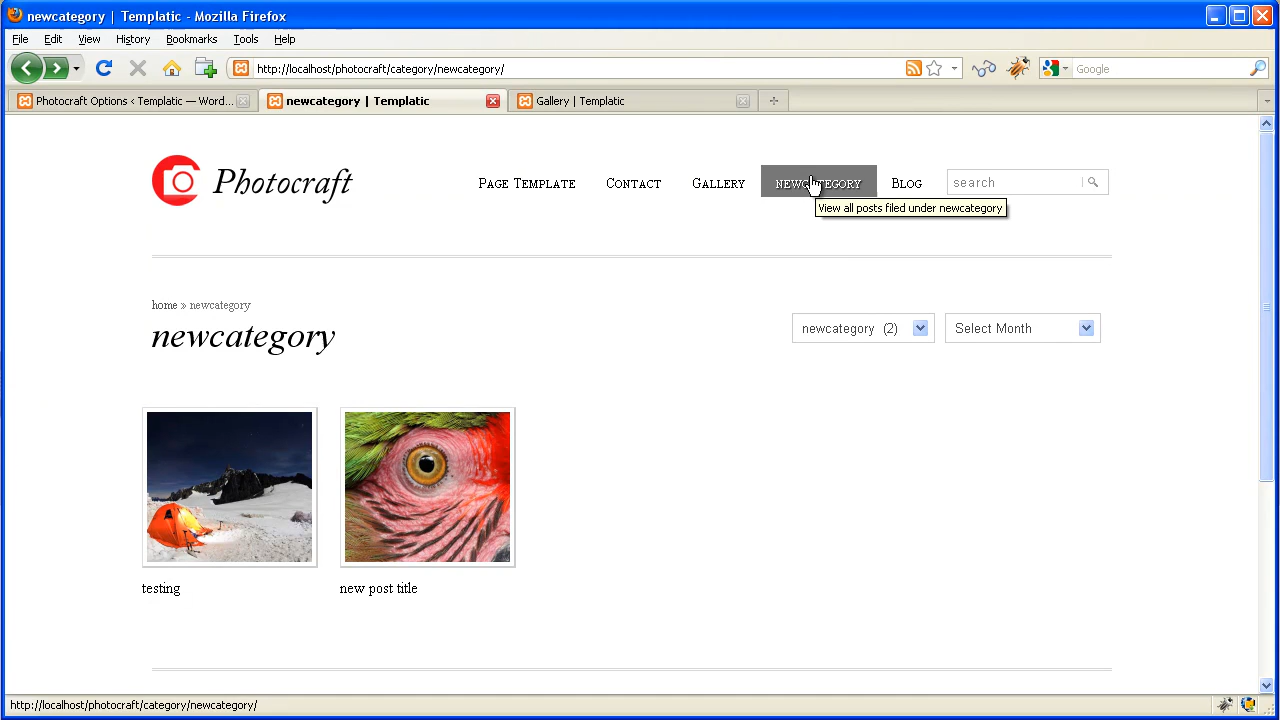 newcategory | Templatic - Mozilla Firefox
File Edit View History Bookmarks Tools Help
http://localhost/photocraft/category/newcategory/
Google
Photocraft Options ‹ Templatic — Word...
newcategory | Templatic
Gallery | Templatic
Photocraft
Page Template Contact Gallery newcategory Blog
search
View all posts filed under newcategory
home » newcategory
newcategory
newcategory (2)
Select Month
testing
new post title
http://localhost/photocraft/category/newcategory/